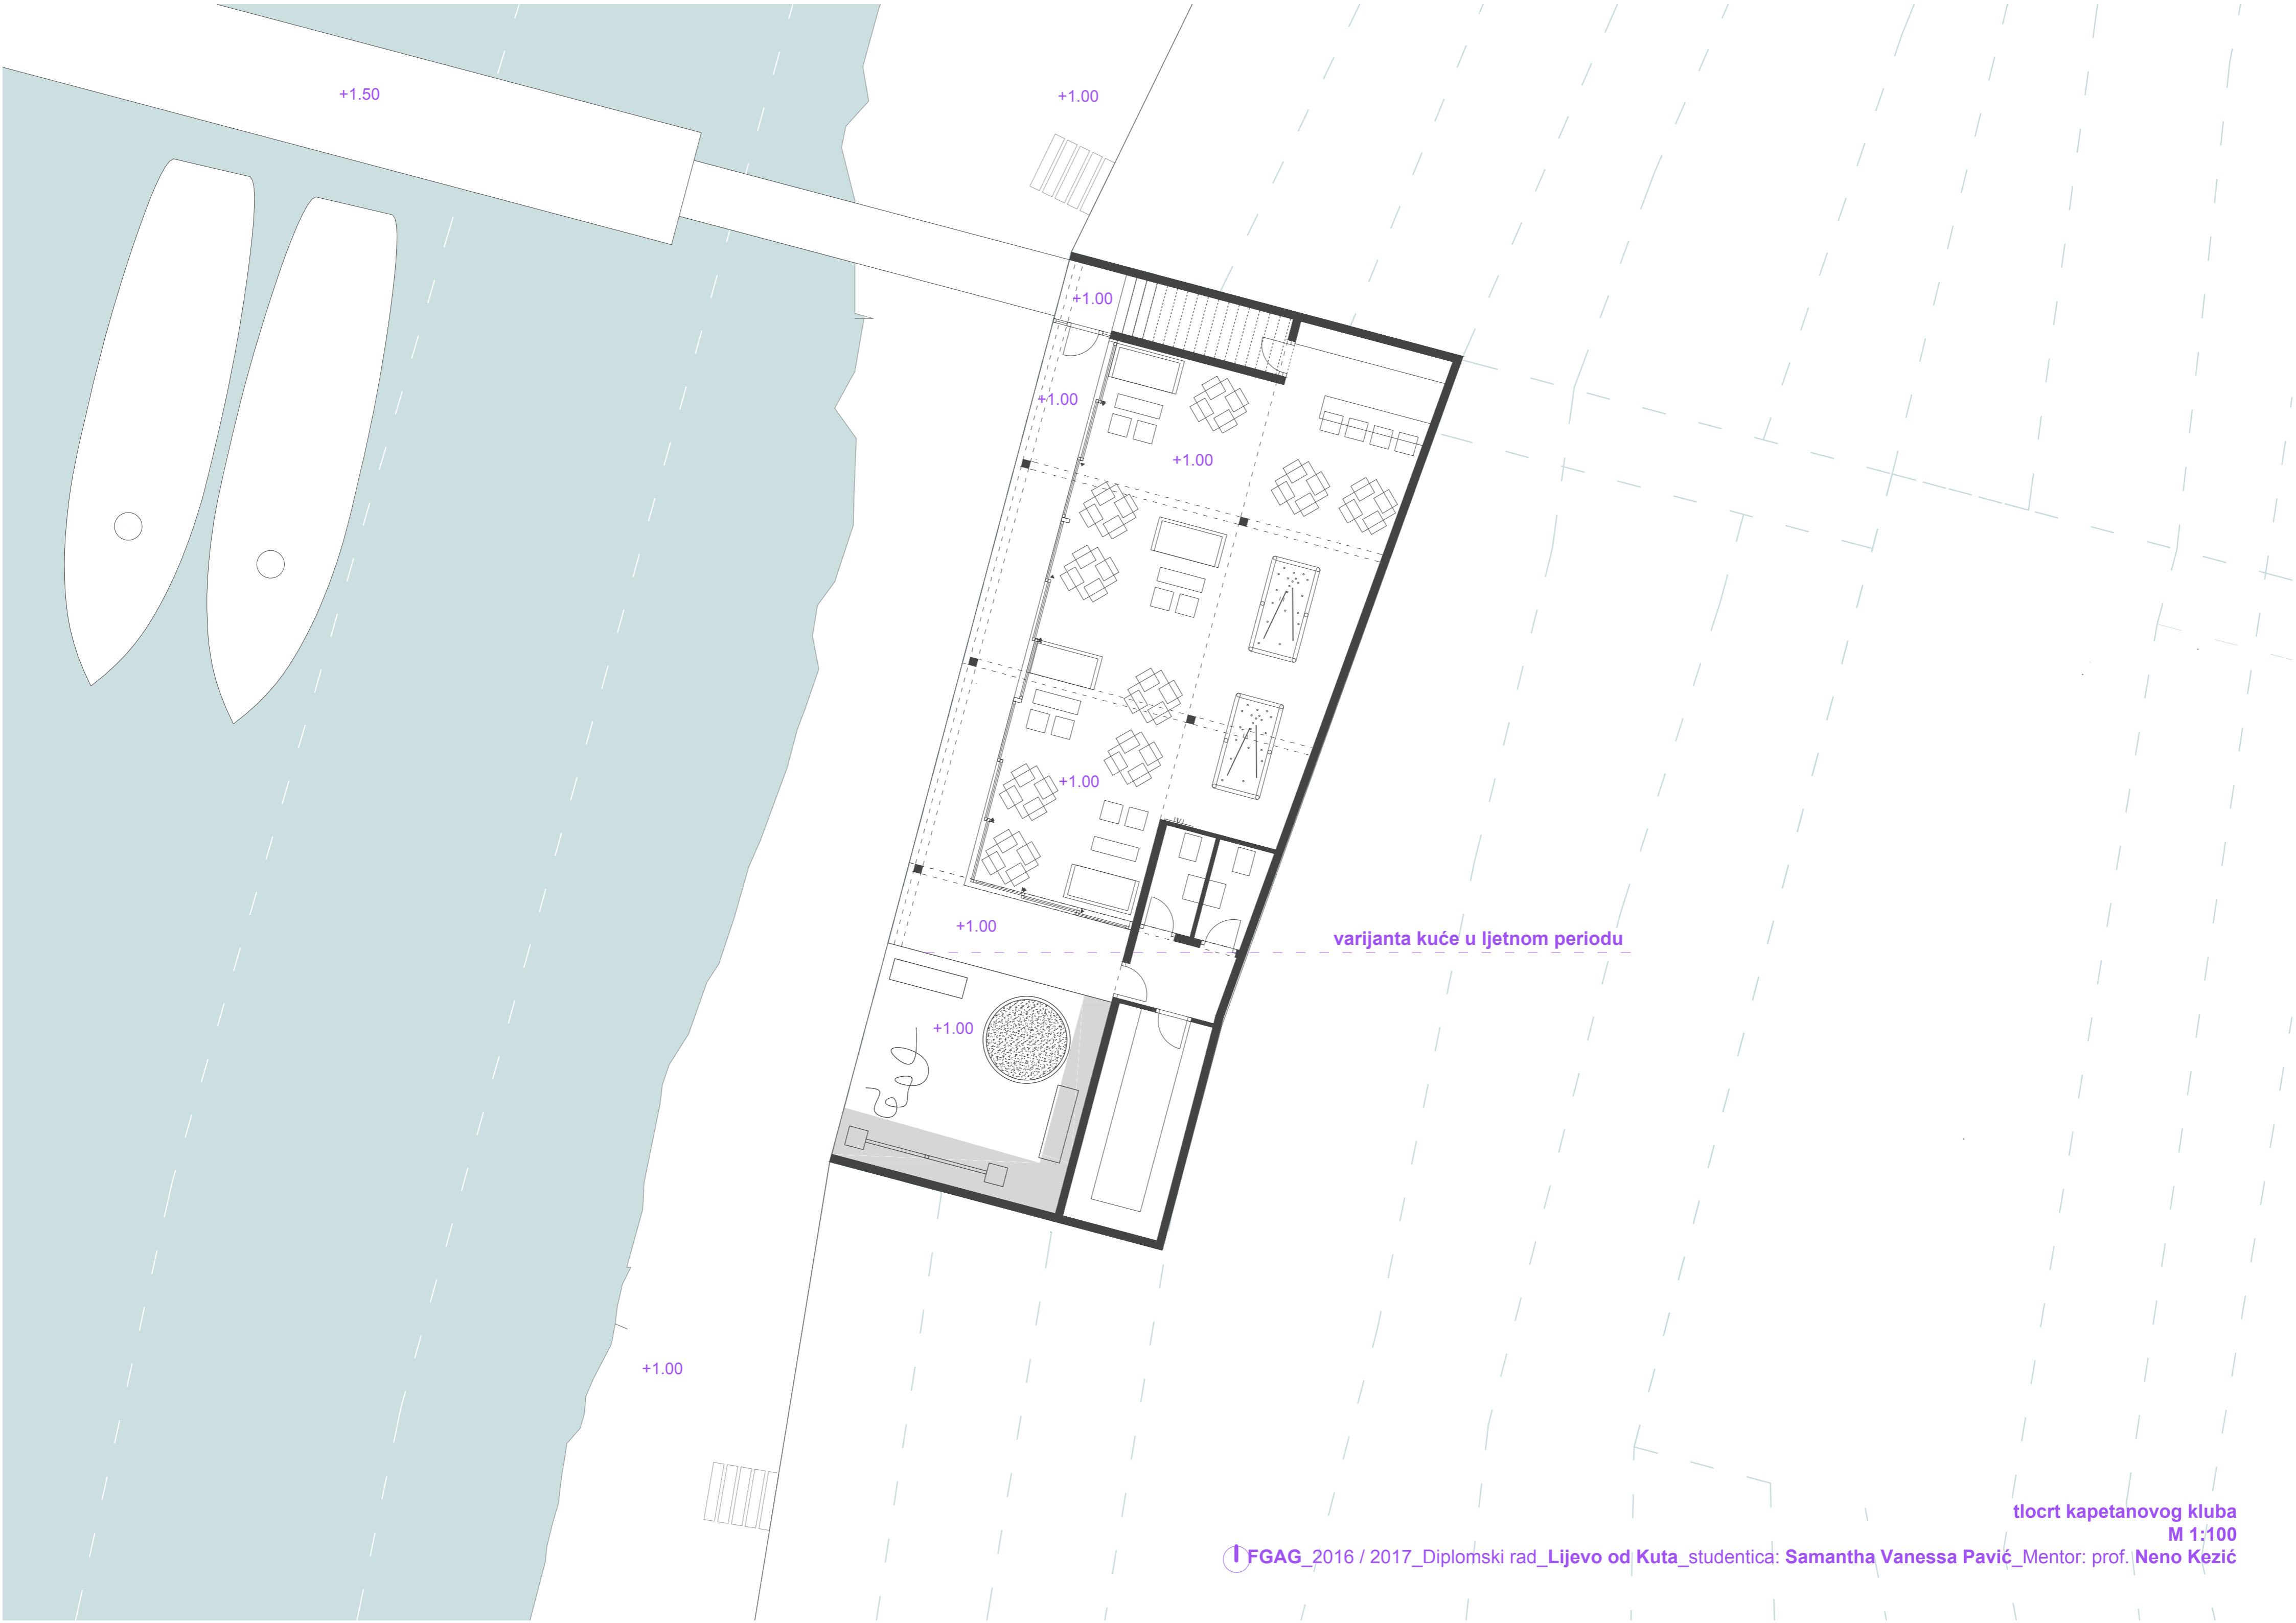 +1.50
+1.00
+1.00
+1.00
+1.00
+1.00
+1.00
varijanta kuće u ljetnom periodu
+1.00
+1.00
tlocrt kapetanovog kluba
M 1:100
FGAG_2016 / 2017_Diplomski rad_Lijevo od Kuta_studentica: Samantha Vanessa Pavić_Mentor: prof. Neno Kezić